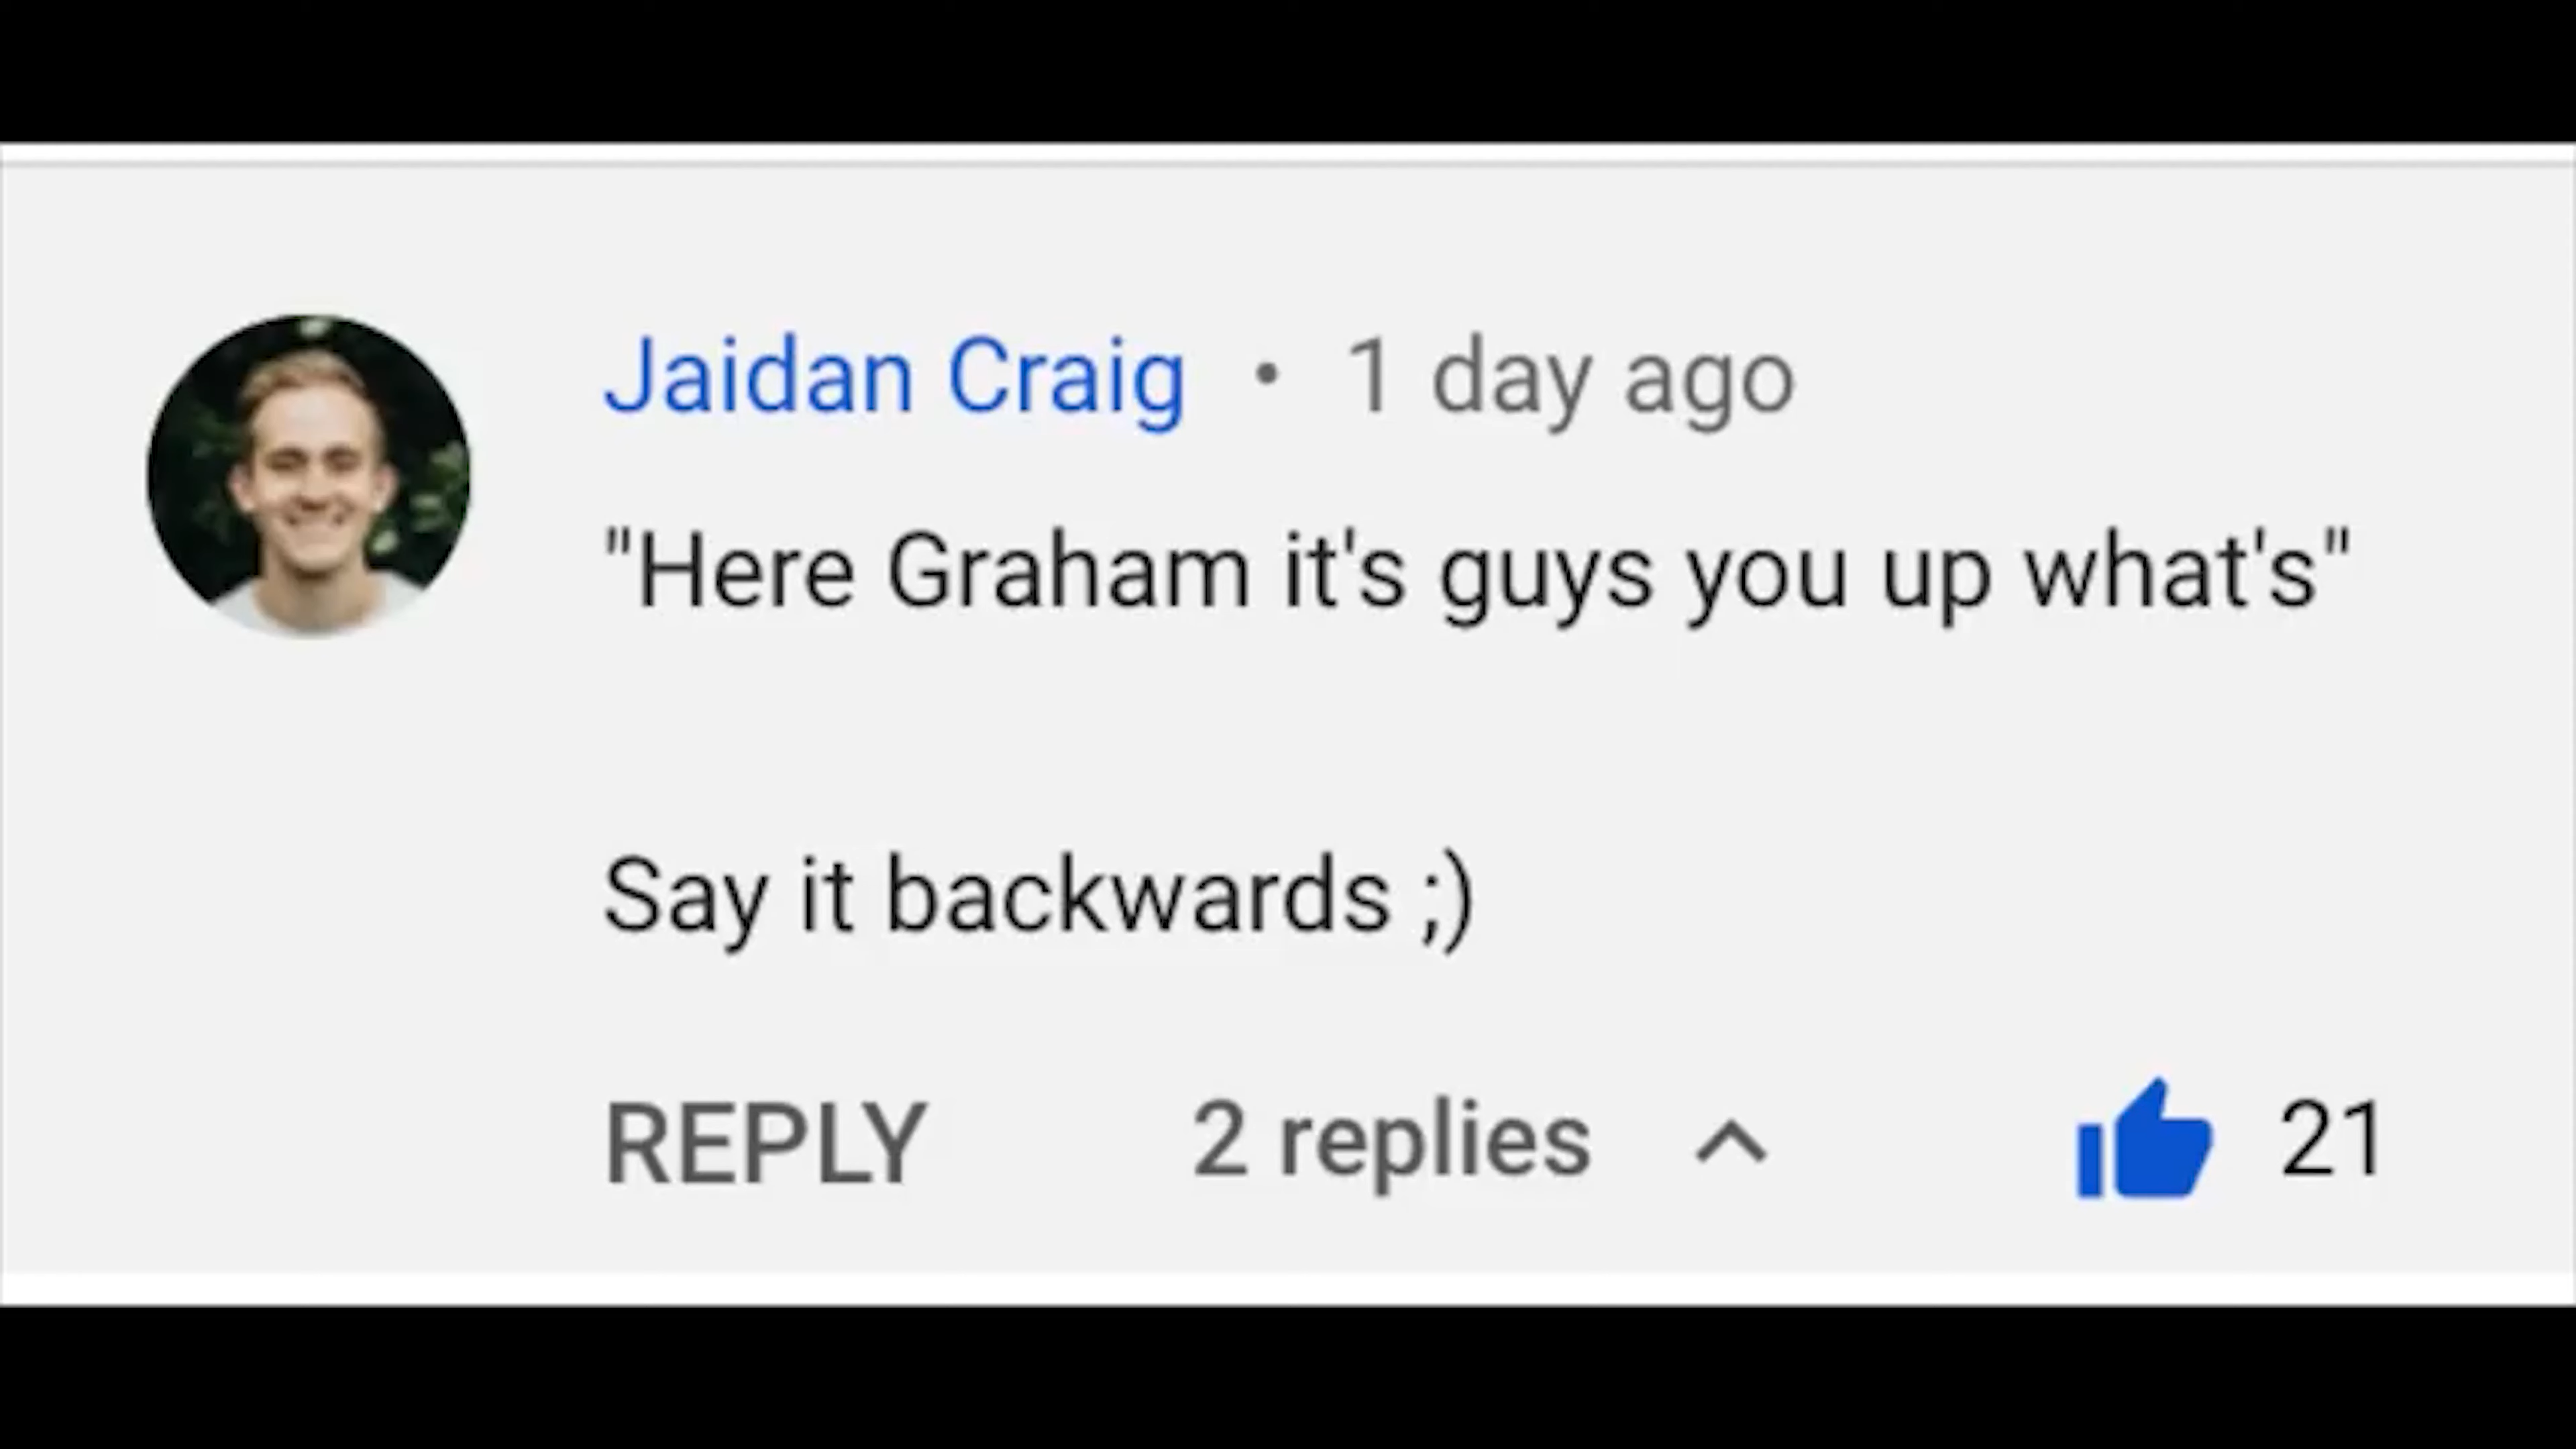 Jaidan Craig • 1 day ago
"Here Graham it's guys you up what's"
Say it backwards ;)
REPLY 2 replies 21